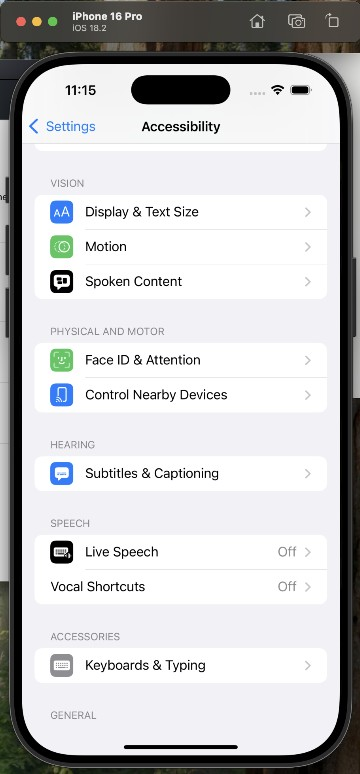 iPhone 16 Pro
iOS 18.2
11:15
Settings
Accessibility
VISION
AA
Display & Text Size
Motion
Spoken Content
PHYSICAL AND MOTOR
Face ID & Attention
Control Nearby Devices
HEARING
Subtitles & Captioning
SPEECH
Live Speech Off
Vocal Shortcuts Off
ACCESSORIES
Keyboards & Typing
GENERAL